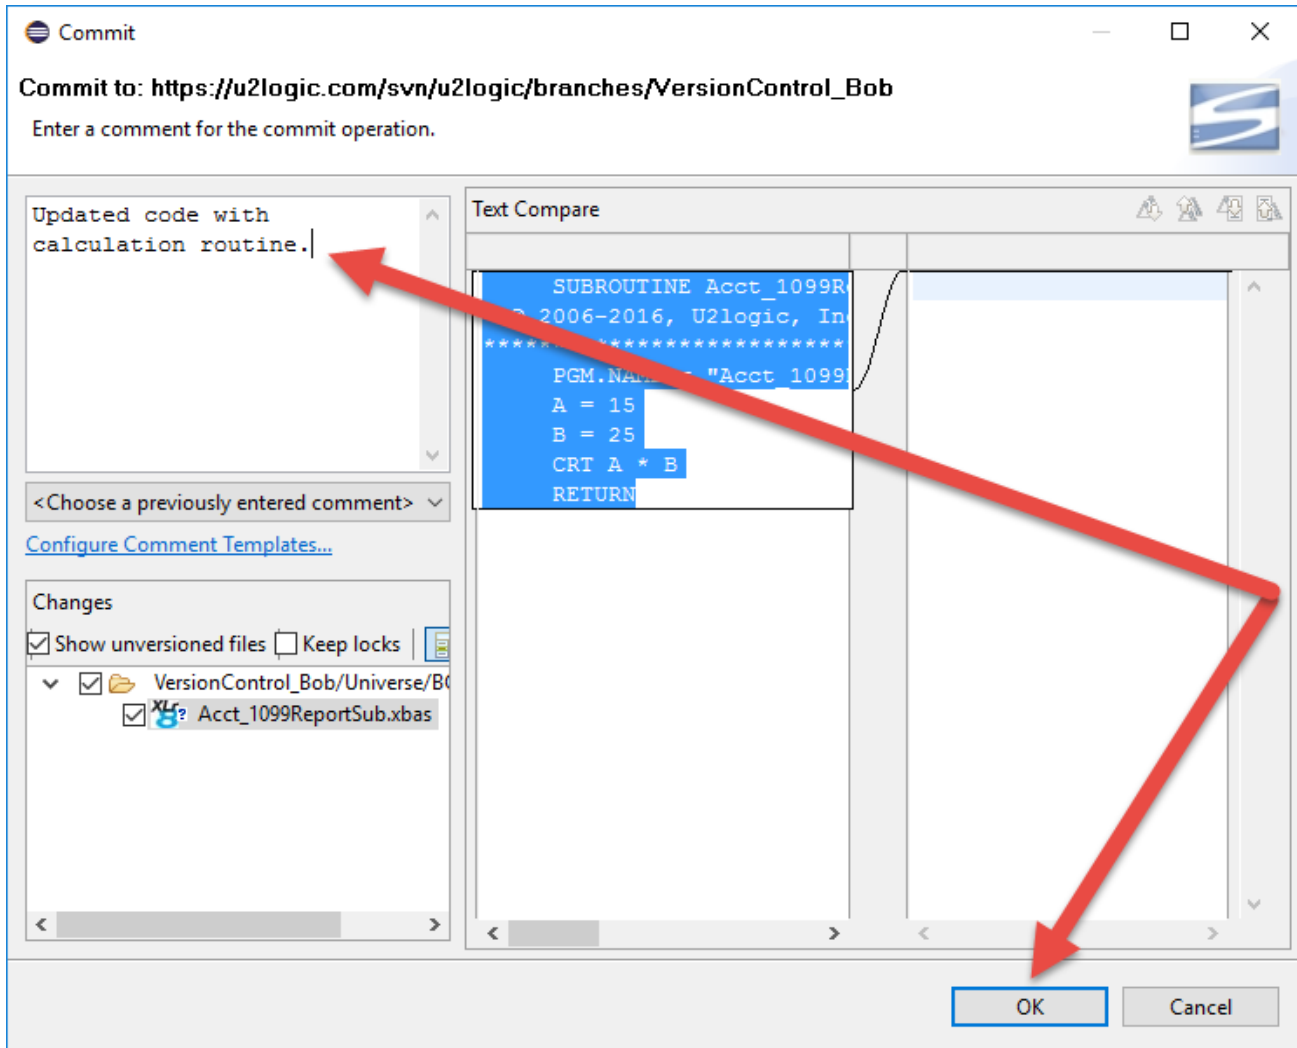 Commit
Commit to: https://u2logic.com/svn/u2logic/branches/VersionControl_Bob
Enter a comment for the commit operation.
Updated code with
calculation routine.
<Choose a previously entered comment>
Configure Comment Templates...
Changes
Show unversioned files Keep locks
VersionControl_Bob/Universe/B
Acct_1099ReportSub.xbas
Text Compare
SUBROUTINE Acct_1099R
2006-2016, U2logic, Inc
*********************************
PGM.NAME "Acct_1099
A = 15
B = 25
CRT A * B
RETURN
OK
Cancel